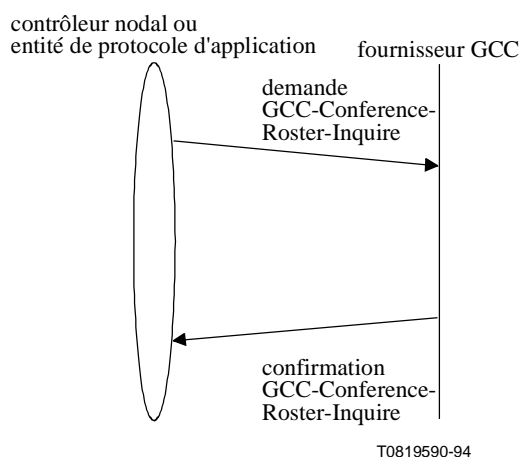 contrôleur nodal ou
entité de protocole d'application
fournisseur GCC
demande
GCC-Conference-
Roster-Inquire
confirmation
GCC-Conference-
Roster-Inquire
T0819590-94